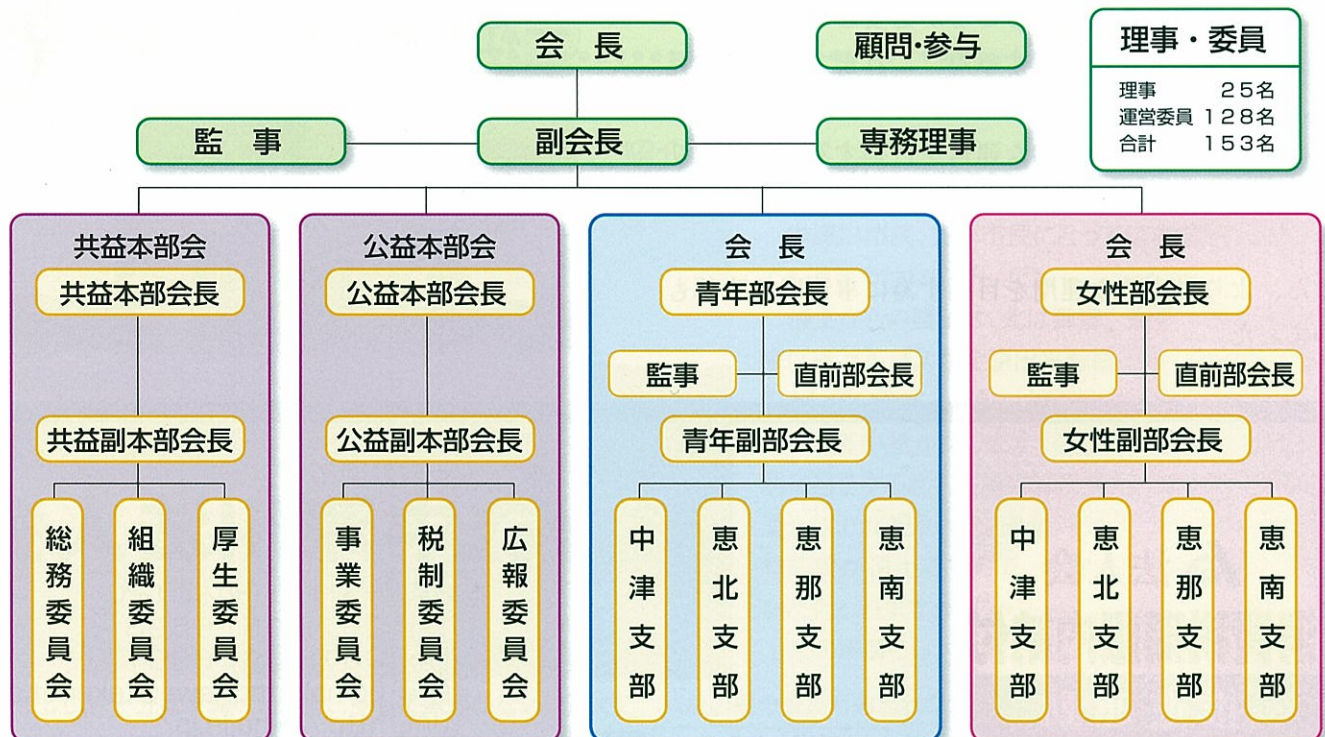 会　長
顧問・参与
理事・委員
理事　25名
運営委員 128名
合計　153名
監　事
副会長
専務理事
共益本部会
共益本部会長
共益副本部会長
総務委員会
組織委員会
厚生委員会
公益本部会
公益本部会長
公益副本部会長
事業委員会
税制委員会
広報委員会
会　長
青年部会長
監事
直前部会長
青年副部会長
中津支部
恵北支部
恵那支部
恵南支部
会　長
女性部会長
監事
直前部会長
女性副部会長
中津支部
恵北支部
恵那支部
恵南支部